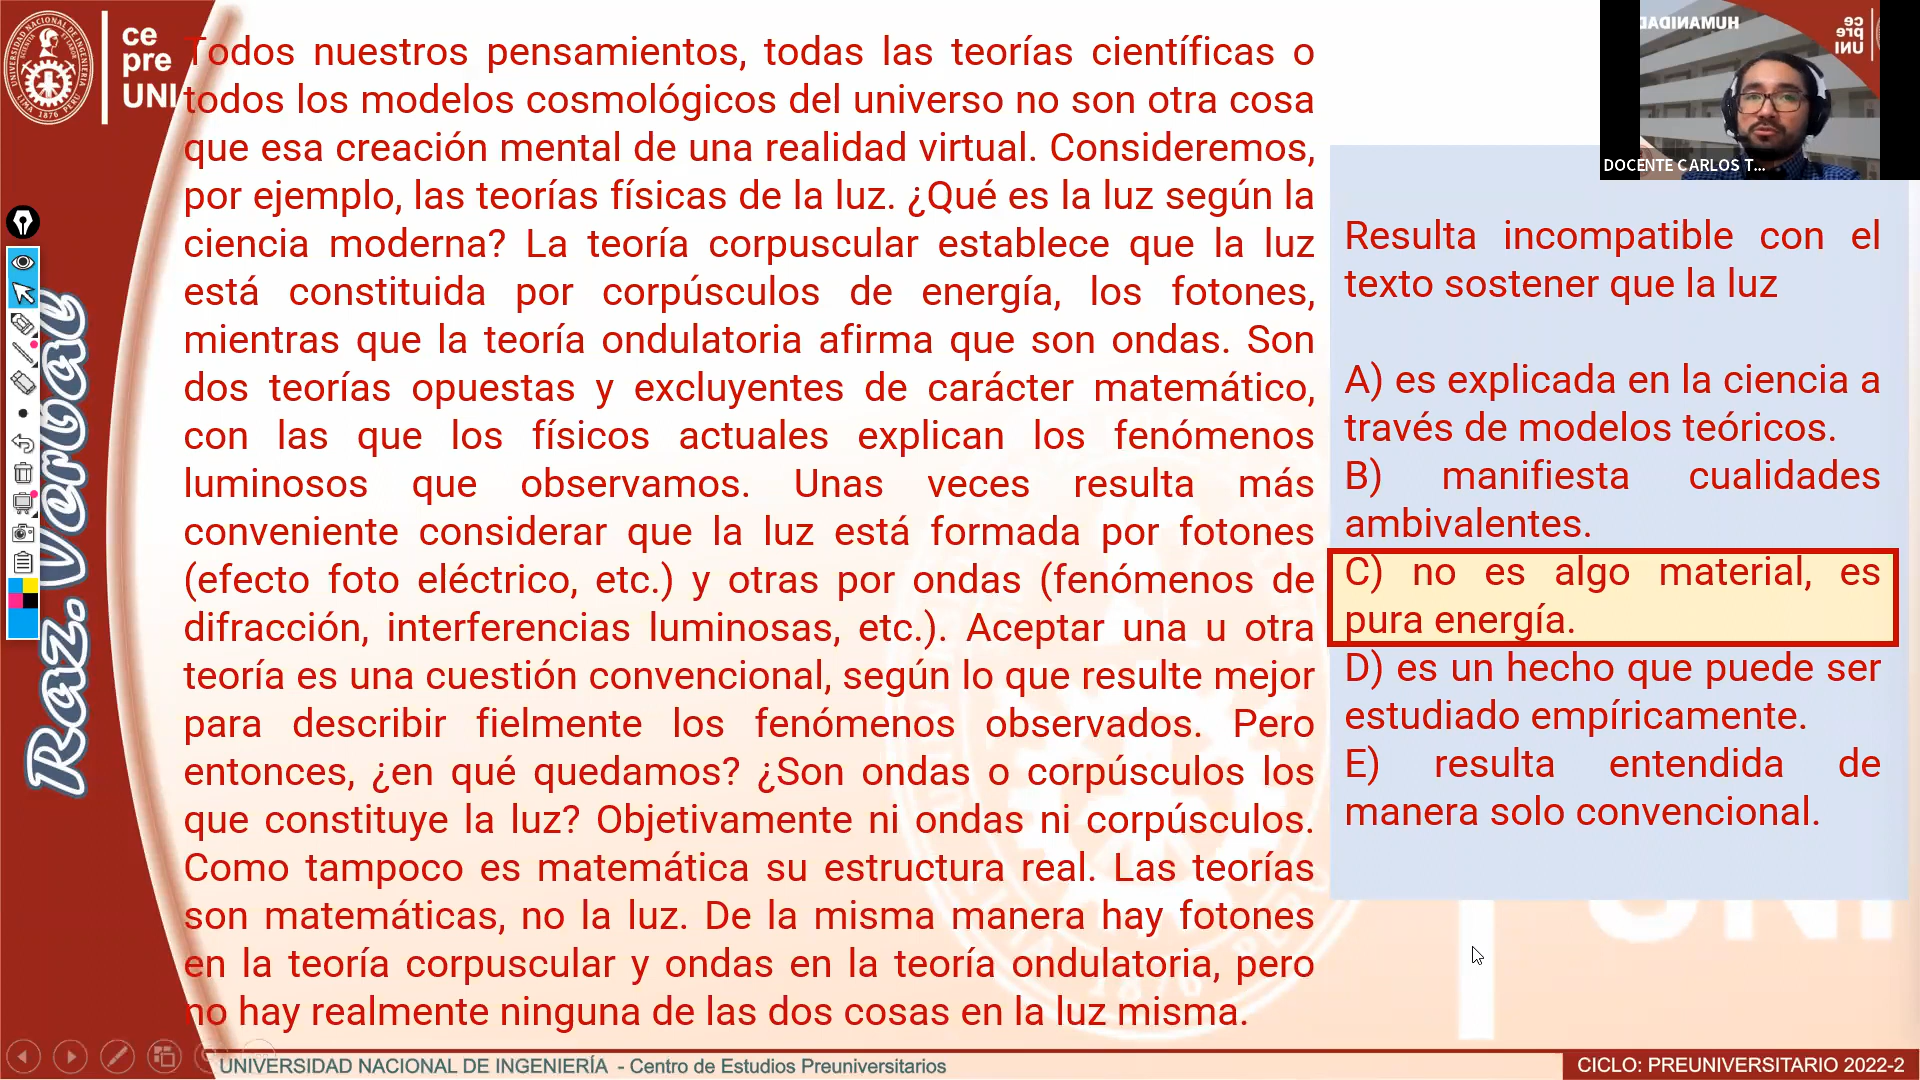 ce
pre
UNI
Todos nuestros pensamientos, todas las teorías científicas o
todos los modelos cosmológicos del universo no son otra cosa
que esa creación mental de una realidad virtual. Consideremos,
por ejemplo, las teorías físicas de la luz. ¿Qué es la luz según la
ciencia moderna? La teoría corpuscular establece que la luz
está constituida por corpúsculos de energía, los fotones,
mientras que la teoría ondulatoria afirma que son ondas. Son
dos teorías opuestas y excluyentes de carácter matemático,
con las que los físicos actuales explican los fenómenos
luminosos que observamos. Unas veces resulta más
conveniente considerar que la luz está formada por fotones
(efecto foto eléctrico, etc.) y otras por ondas (fenómenos de
difracción, interferencias luminosas, etc.). Aceptar una u otra
teoría es una cuestión convencional, según lo que resulte mejor
para describir fielmente los fenómenos observados. Pero
entonces, ¿en qué quedamos? ¿Son ondas o corpúsculos los
que constituye la luz? Objetivamente ni ondas ni corpúsculos.
Como tampoco es matemática su estructura real. Las teorías
son matemáticas, no la luz. De la misma manera hay fotones
en la teoría corpuscular y ondas en la teoría ondulatoria, pero
no hay realmente ninguna de las dos cosas en la luz misma.
Raz. Verbal
HUMANIDAD
ce
pre
UNI
DOCENTE CARLOS T...
Resulta incompatible con el
texto sostener que la luz
A) es explicada en la ciencia a
través de modelos teóricos.
B) manifiesta cualidades
ambivalentes.
C) no es algo material, es
pura energía.
D) es un hecho que puede ser
estudiado empíricamente.
E) resulta entendida de
manera solo convencional.
UNI
UNIVERSIDAD NACIONAL DE INGENIERÍA - Centro de Estudios Preuniversitarios
CICLO: PREUNIVERSITARIO 2022-2